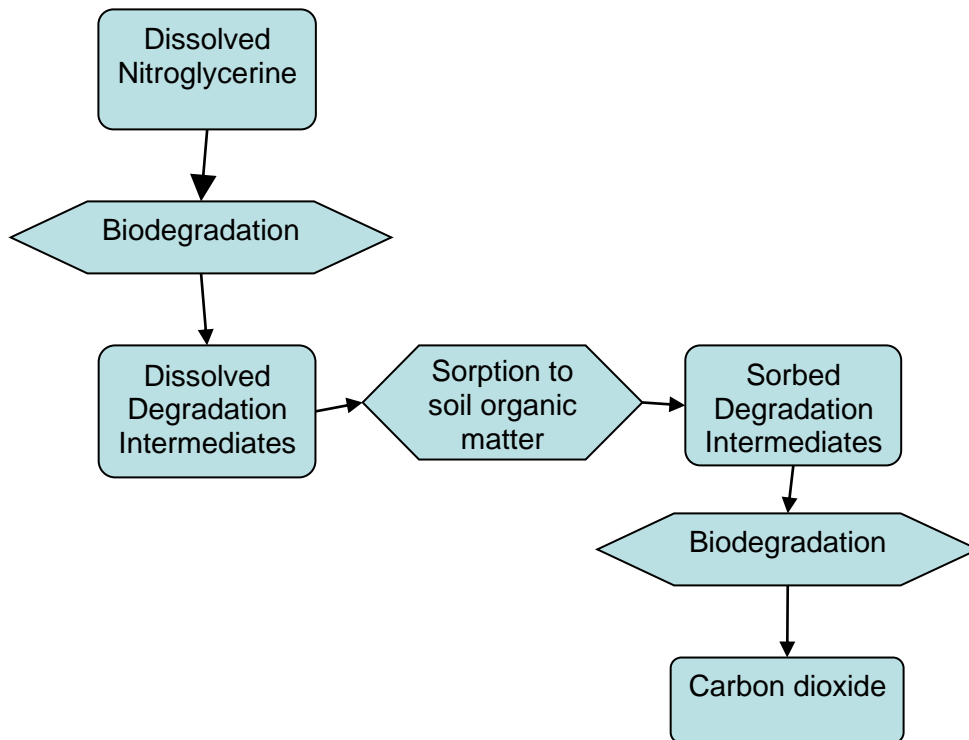 Dissolved
Nitroglycerine
Biodegradation
Dissolved
Degradation
Intermediates
Sorption to
soil organic
matter
Sorbed
Degradation
Intermediates
Biodegradation
Carbon dioxide